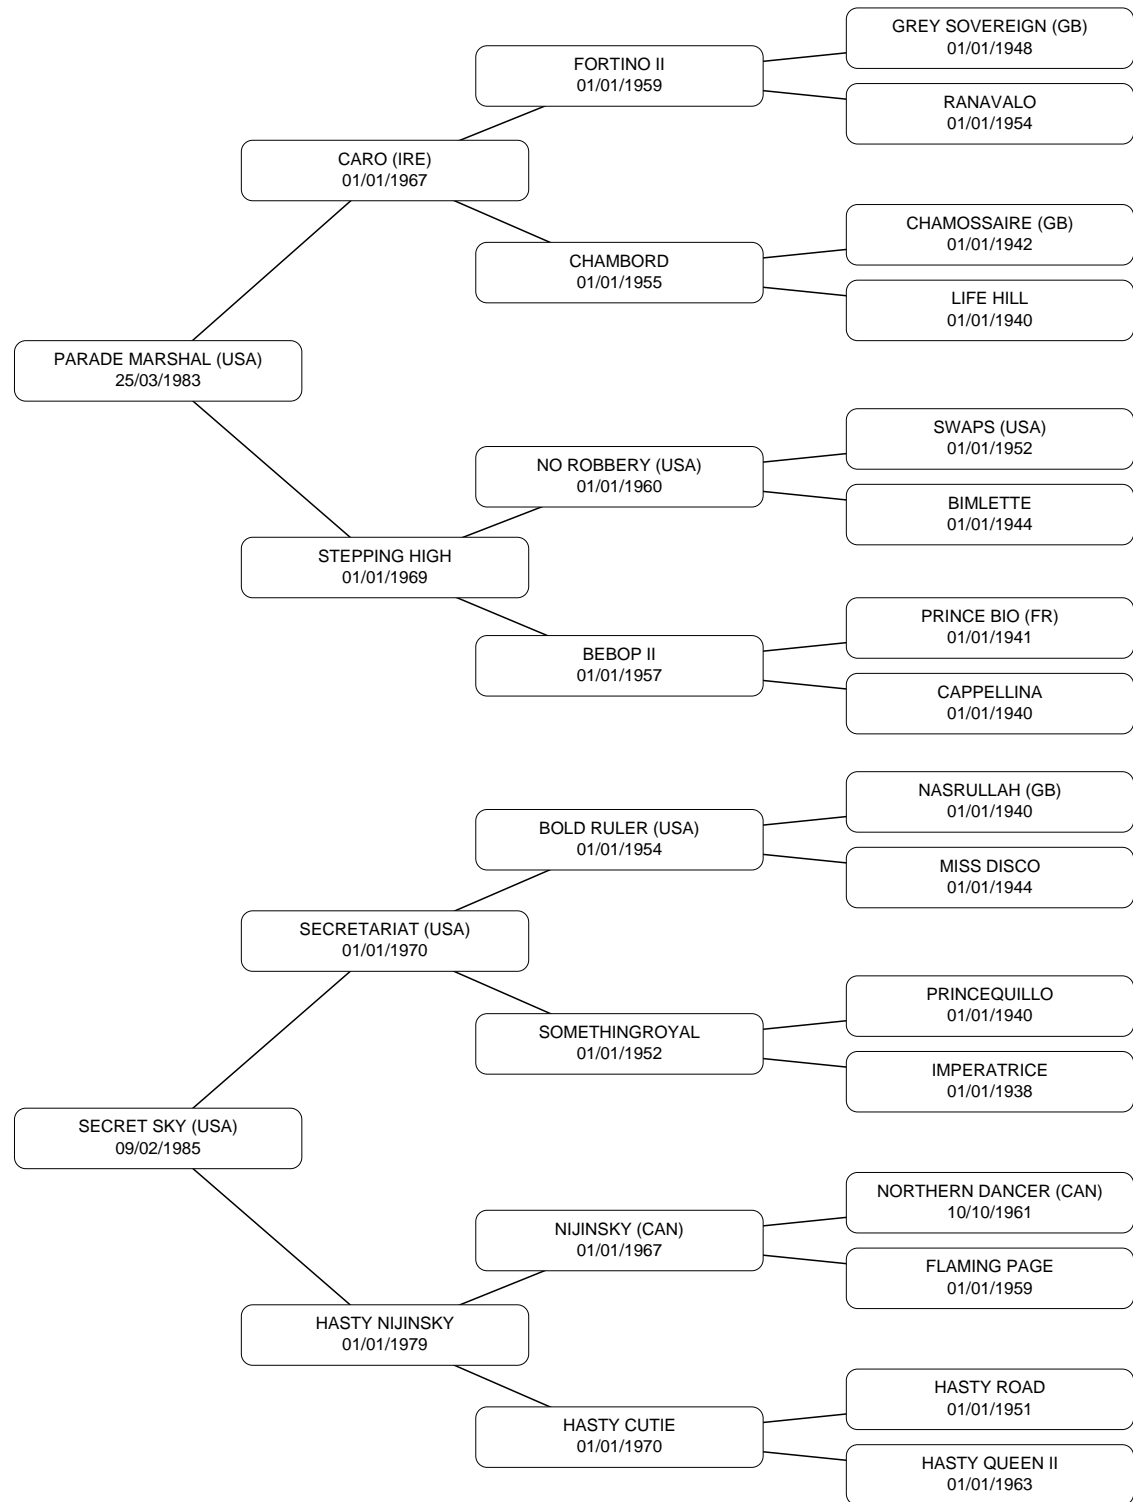 GREY SOVEREIGN (GB)
01/01/1948
FORTINO II
01/01/1959
RANAVALO
01/01/1954
CARO (IRE)
01/01/1967
CHAMOSSAIRE (GB)
01/01/1942
CHAMBORD
01/01/1955
LIFE HILL
01/01/1940
PARADE MARSHAL (USA)
25/03/1983
SWAPS (USA)
01/01/1952
NO ROBBERY (USA)
01/01/1960
BIMLETTE
01/01/1944
STEPPING HIGH
01/01/1969
PRINCE BIO (FR)
01/01/1941
BEBOP II
01/01/1957
CAPPELLINA
01/01/1940
NASRULLAH (GB)
01/01/1940
BOLD RULER (USA)
01/01/1954
MISS DISCO
01/01/1944
SECRETARIAT (USA)
01/01/1970
PRINCEQUILLO
01/01/1940
SOMETHINGROYAL
01/01/1952
IMPERATRICE
01/01/1938
SECRET SKY (USA)
09/02/1985
NORTHERN DANCER (CAN)
10/10/1961
NIJINSKY (CAN)
01/01/1967
FLAMING PAGE
01/01/1959
HASTY NIJINSKY
01/01/1979
HASTY ROAD
01/01/1951
HASTY CUTIE
01/01/1970
HASTY QUEEN II
01/01/1963